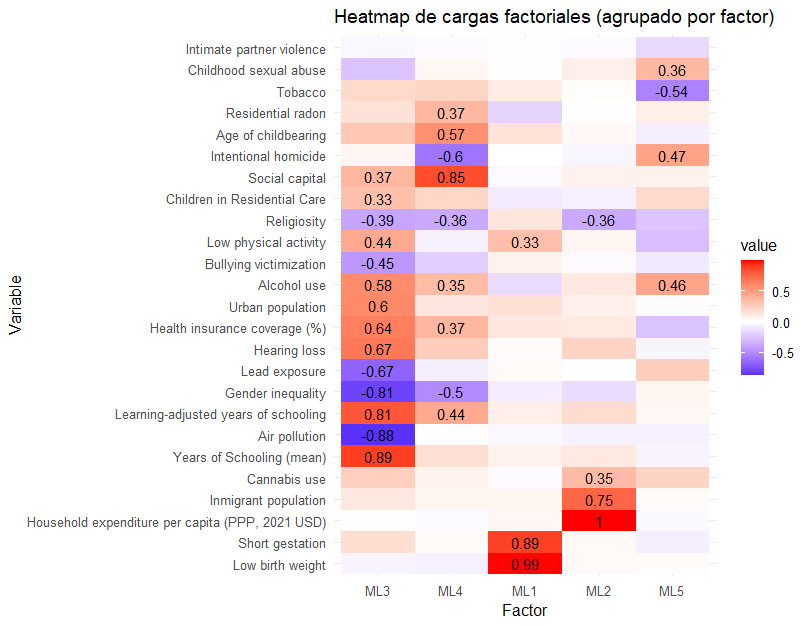 Heatmap de cargas factoriales (agrupado por factor)
Variable
Intimate partner violence
Childhood sexual abuse 0.36
Tobacco -0.54
Residential radon 0.37
Age of childbearing 0.57
Intentional homicide -0.6 0.47
Social capital 0.37 0.85
Children in Residential Care 0.33
Religiosity -0.39 -0.36 -0.36
Low physical activity 0.44 0.33
Bullying victimization -0.45
Alcohol use 0.58 0.35 0.46
Urban population 0.6
Health insurance coverage (%) 0.64 0.37
Hearing loss 0.67
Lead exposure -0.67
Gender inequality -0.81 -0.5
Learning-adjusted years of schooling 0.81 0.44
Air pollution -0.88
Years of Schooling (mean) 0.89
Cannabis use 0.35
Inmigrant population 0.75
Household expenditure per capita (PPP, 2021 USD) 1
Short gestation 0.89
Low birth weight 0.99
ML3 ML4 ML1 ML2 ML5
Factor
value
0.5
0.0
-0.5